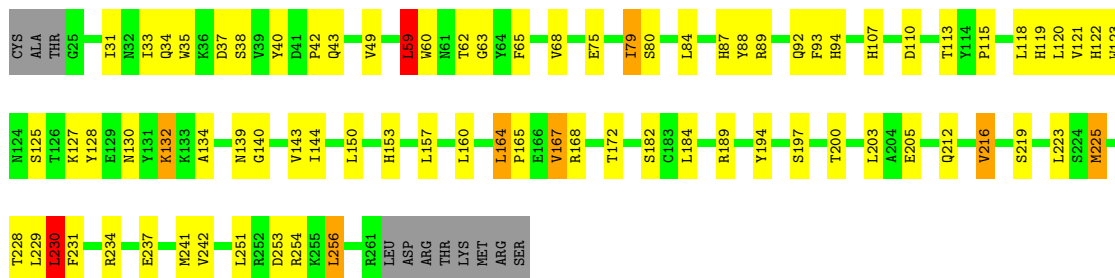 CYS ALA THR G25 I31 N32 I33 Q34 W35 K36 D37 S38 V39 Y40 D41 P42 Q43 V49 L59 W60 N61 T62 G63 Y64 F65 V68 E75 I79 S80 L84 H87 Y88 R89 Q92 F93 H94 H107 D110 T113 Y114 P115 L118 H119 L120 V121 H122
N124 S125 T126 K127 Y128 E129 N130 Y131 K132 K133 A134 N139 G140 V143 I144 L150 H153 L157 L160 L164 P165 E166 V167 R168 T172 S182 C183 L184 R189 Y194 S197 T200 L203 A204 E205 Q212 V216 S219 L223 S224 M225
T228 L229 L230 F231 R234 E237 M241 V242 L251 R252 D253 R254 K255 L256 R261 LEU ASP ARG THR LYS MET ARG SER